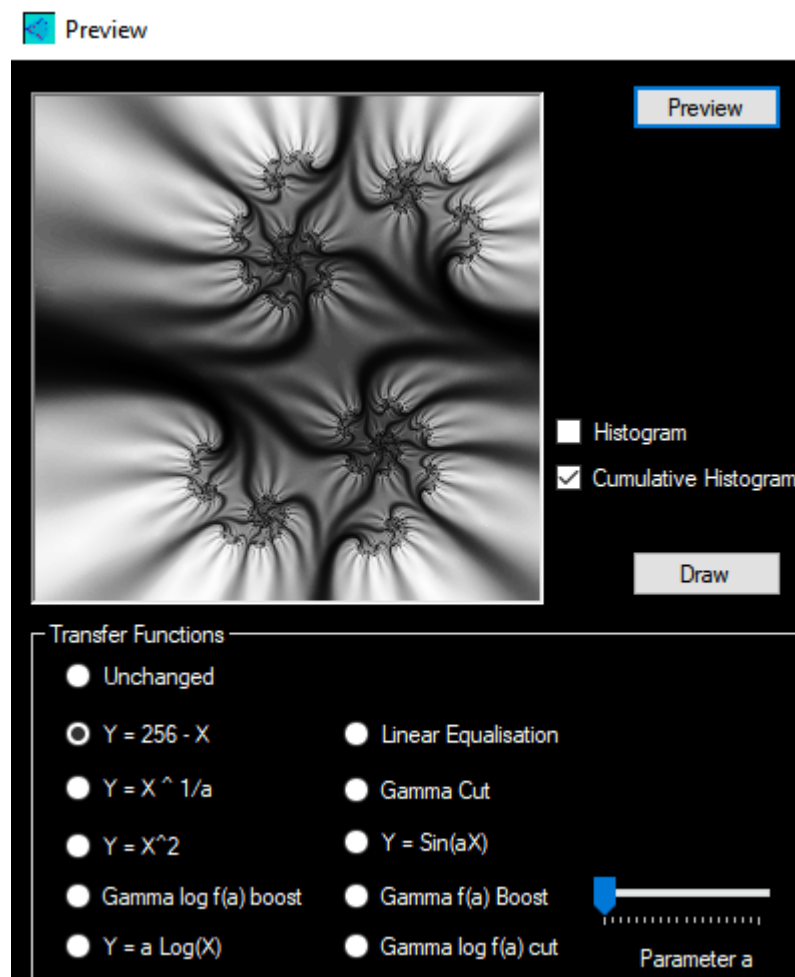 Preview
Preview
Histogram
Cumulative Histogram
Draw
Transfer Functions
Unchanged
Y = 256 - X
Linear Equalisation
Y = X ^ 1/a
Gamma Cut
Y = X^2
Y = Sin(aX)
Gamma log f(a) boost
Gamma f(a) Boost
Y = a Log(X)
Gamma log f(a) cut
Parameter a